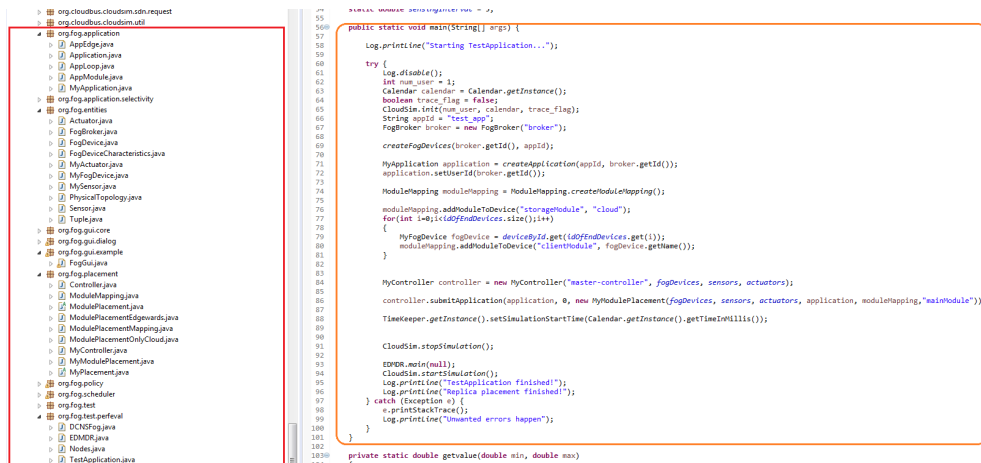 org.cloudbus.cloudsim.sdn.request
org.cloudbus.cloudsim.util
org.fog.application
AppEdge.java
Application.java
AppLoop.java
AppModule.java
MyApplication.java
org.fog.application.selectivity
org.fog.entities
Actuator.java
FogBroker.java
FogDevice.java
FogDeviceCharacteristics.java
MyActuator.java
MyFogDevice.java
MySensor.java
PhysicalTopology.java
Sensor.java
Tuple.java
org.fog.gui.core
org.fog.gui.dialog
org.fog.gui.example
FogGui.java
org.fog.placement
Controller.java
ModuleMapping.java
ModulePlacement.java
ModulePlacementEdgewards.java
ModulePlacementMapping.java
ModulePlacementOnlyCloud.java
MyController.java
MyModulePlacement.java
MyPlacement.java
org.fog.policy
org.fog.scheduler
org.fog.test
org.fog.test.perfeval
DCNSFog.java
EDMDR.java
Nodes.java
TestApplication.java
54 static double sensingInterval = 5;
55
56 public static void main(String[] args) {
57
58 Log.printLine("Starting TestApplication...");
59
60 try {
61 Log.disable();
62 int num_user = 1;
63 Calendar calendar = Calendar.getInstance();
64 boolean trace_flag = false;
65 CloudSim.init(num_user, calendar, trace_flag);
66 String appId = "test_app";
67 FogBroker broker = new FogBroker("broker");
68
69 createFogDevices(broker.getId(), appId);
70
71 MyApplication application = createApplication(appId, broker.getId());
72 application.setUserId(broker.getId());
73
74 ModuleMapping moduleMapping = ModuleMapping.createModuleMapping();
75
76 moduleMapping.addModuleToDevice("storageModule", "cloud");
77 for(int i=0;i<idOfEndDevices.size();i++)
78 {
79 MyFogDevice fogDevice = deviceById.get(idOfEndDevices.get(i));
80 moduleMapping.addModuleToDevice("clientModule", fogDevice.getName());
81 }
82
83
84 MyController controller = new MyController("master-controller", fogDevices, sensors, actuators);
85
86 controller.submitApplication(application, 0, new MyModulePlacement(fogDevices, sensors, actuators, application, moduleMapping,"mainModule"))
87
88 TimeKeeper.getInstance().setSimulationStartTime(Calendar.getInstance().getTimeInMillis());
89
90
91 CloudSim.stopSimulation();
92
93 EDMDR.main(null);
94 CloudSim.startSimulation();
95 Log.printLine("TestApplication finished!");
96 Log.printLine("Replica placement finished!");
97 } catch (Exception e) {
98 e.printStackTrace();
99 Log.printLine("Unwanted errors happen");
100 }
101 }
102
103 private static double getvalue(double min, double max)